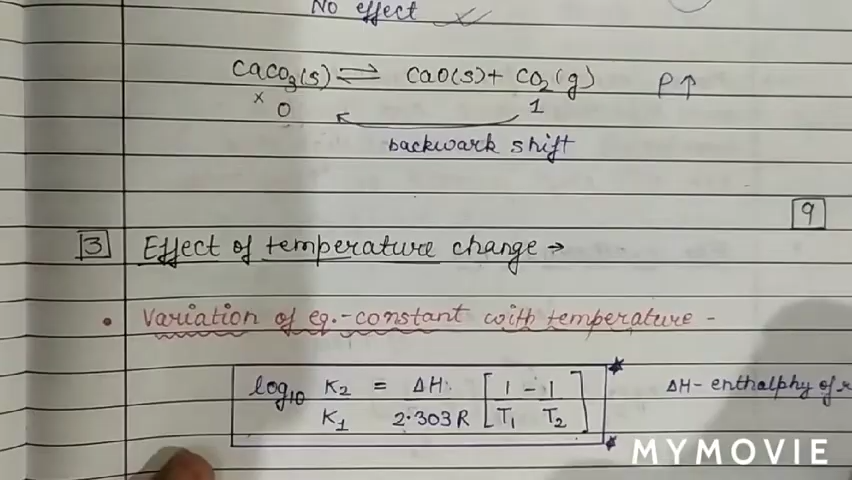 No effect
CaCO3(s) ⇌ CaO(s) + CO2(g) P↑
x 0 1
backwark shift
9
3 Effect of temperature change →
• Variation of eq.-constant with temperature -
log10 K2/K1 = ΔH/2.303R [1/T1 - 1/T2] ΔH- enthalphy of
MYMOVIE